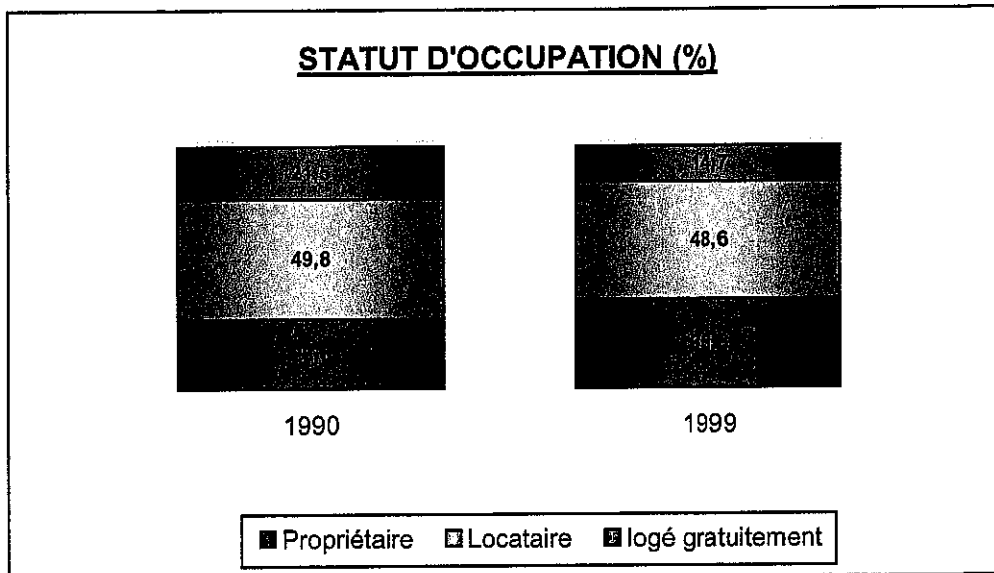 STATUT D'OCCUPATION (%)
49,8
48,6
1990
1999
Propriétaire Locataire logé gratuitement